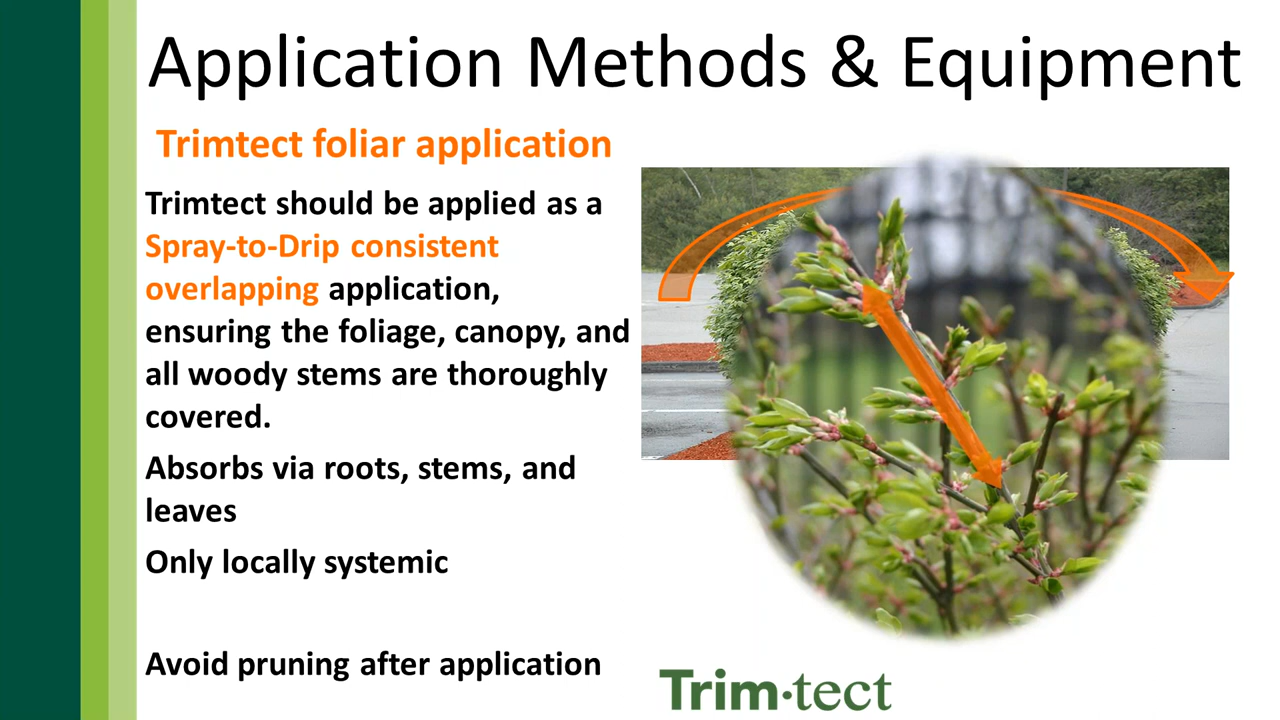 Application Methods & Equipment
Trimtect foliar application
Trimtect should be applied as a
Spray-to-Drip consistent
overlapping application,
ensuring the foliage, canopy, and
all woody stems are thoroughly
covered.
Absorbs via roots, stems, and
leaves
Only locally systemic
Avoid pruning after application
Trim·tect